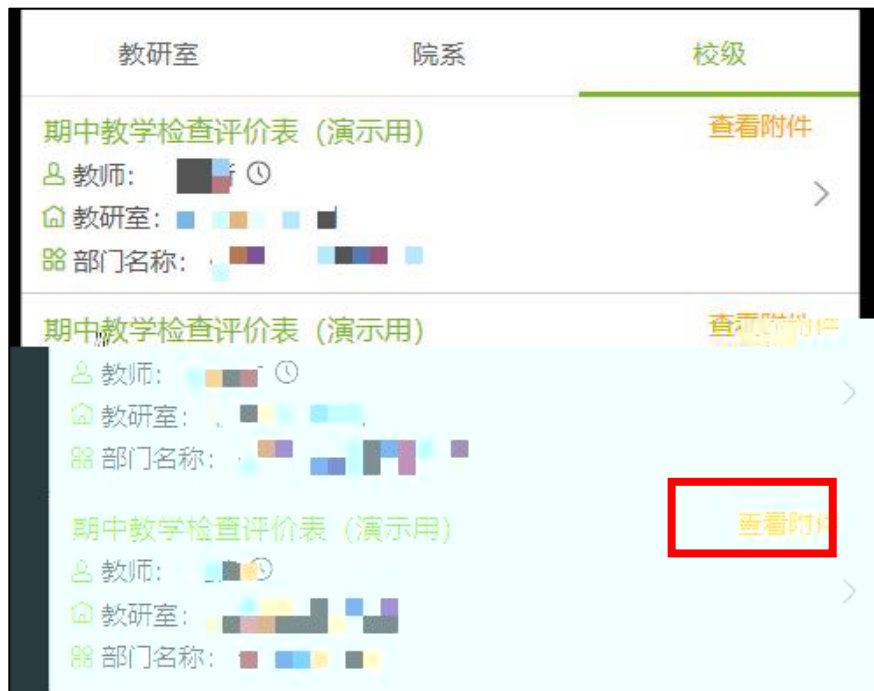 教研室 院系 校级
期中教学检查评价表（演示用） 查看附件
教师：
教研室：
部门名称：
期中教学检查评价表（演示用） 查看附件
教师：
教研室：
部门名称：
期中教学检查评价表（演示用） 查看附件
教师：
教研室：
部门名称：